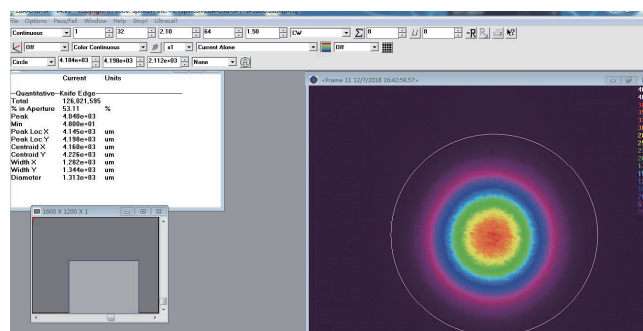 File Options Pass/Fail Window Help Stop! Ultracal!
Continuous 1 32 2.10 64 1.50 CW Σ 8 8 -R
Off Color Continuous x1 Current Alone Off
Circle 4.184e+03 4.198e+03 2.112e+03 None
Current Units
Quantitative Knife Edge
Total 126,021,595
% in Aperture 53.11 %
Peak 4.040e+03
Min 4.800e+01
Peak Loc X 4.145e+03 um
Peak Loc Y 4.198e+03 um
Centroid X 4.160e+03 um
Centroid Y 4.226e+03 um
Width X 1.282e+03 um
Width Y 1.344e+03 um
Diameter 1.313e+03 um
<Frame 11 12/7/2018 16:42:59.57>
1600 X 1200 X 1